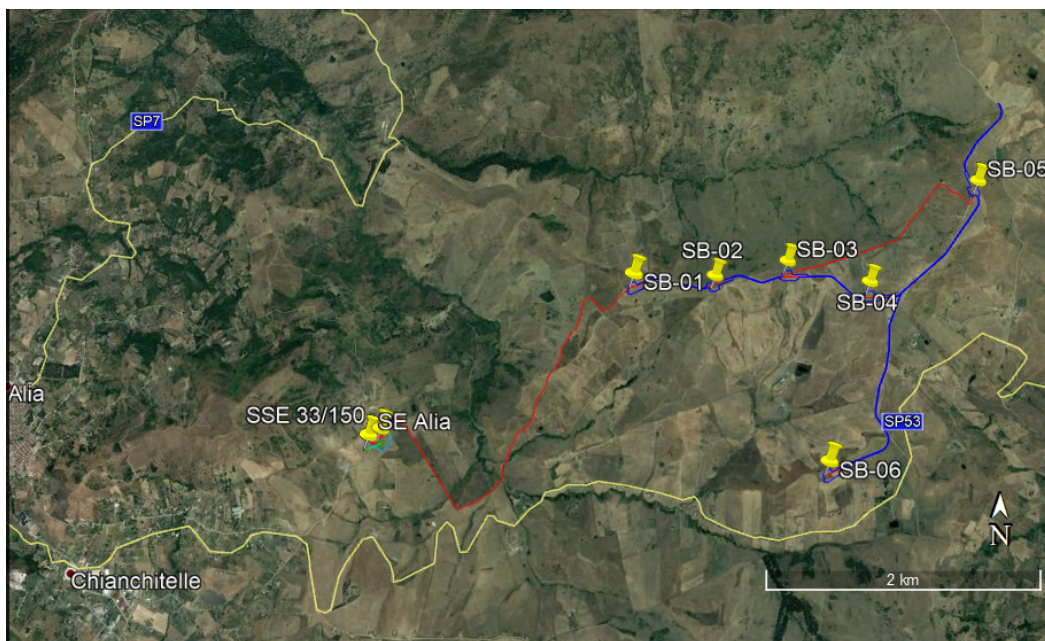 SP7
SB-05
SB-02
SB-03
SB-01
SB-04
Alia
SSE 33/150
SE Alia
SP53
SB-06
N
Chianchitelle
2 km